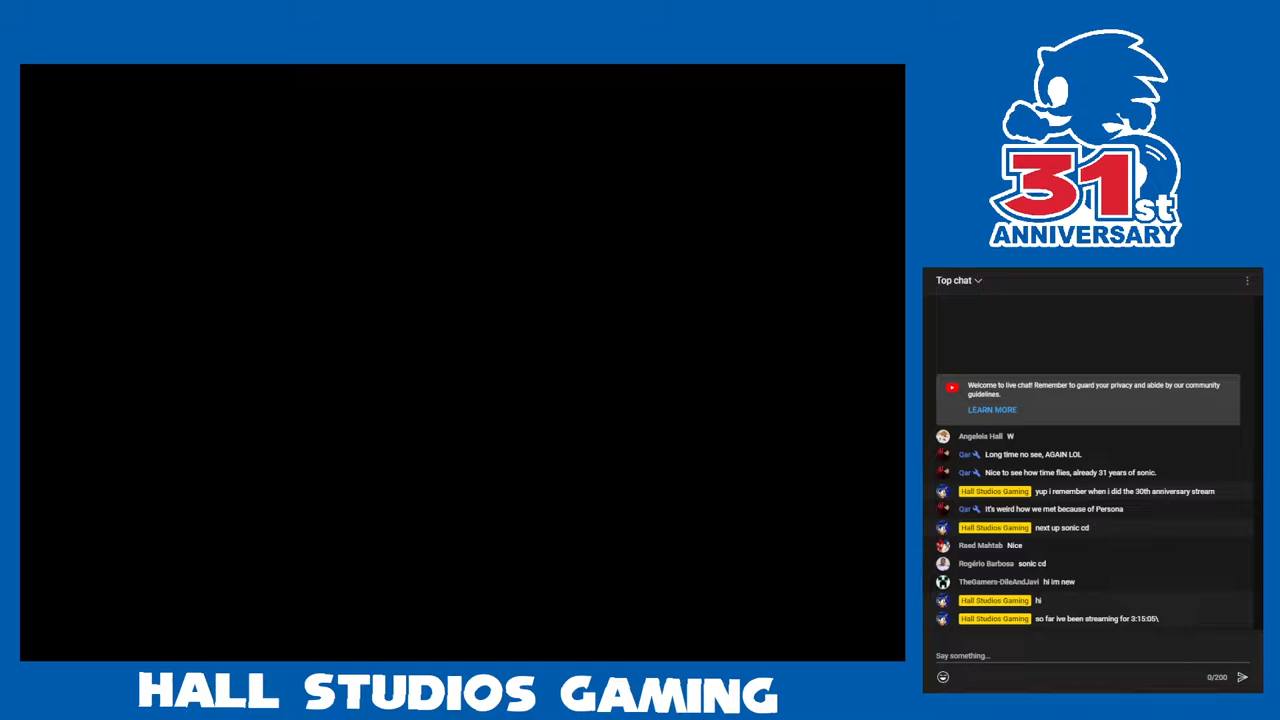 31st
ANNIVERSARY
Top chat
Welcome to live chat! Remember to guard your privacy and abide by our community
guidelines.
LEARN MORE
Angeleia Hall W
Qar Long time no see, AGAIN LOL
Qar Nice to see how time flies, already 31 years of sonic.
Hall Studios Gaming yup i remember when i did the 30th anniversary stream
Qar It's weird how we met because of Persona
Hall Studios Gaming next up sonic cd
Raed Mahtab Nice
Rogério Barbosa sonic cd
TheGamers-DileAndJavi hi im new
Hall Studios Gaming hi
Hall Studios Gaming so far ive been streaming for 3:15:05\
Say something...
0/200
HALL STUDIOS GAMING